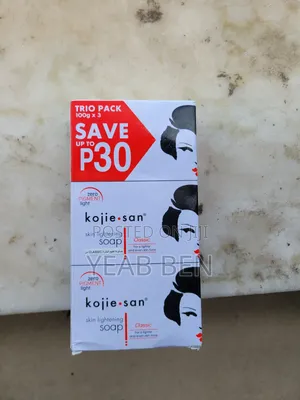 TRIO PACK
100g x 3
SAVE
UP TO
P30
zero
PIGMENT
light
kojie•san
skin lightening
soap
Classic
POSTED ON JIJI
YEAB BEN
zero
PIGMENT
light
kojie•san
skin lightening
soap
Classic